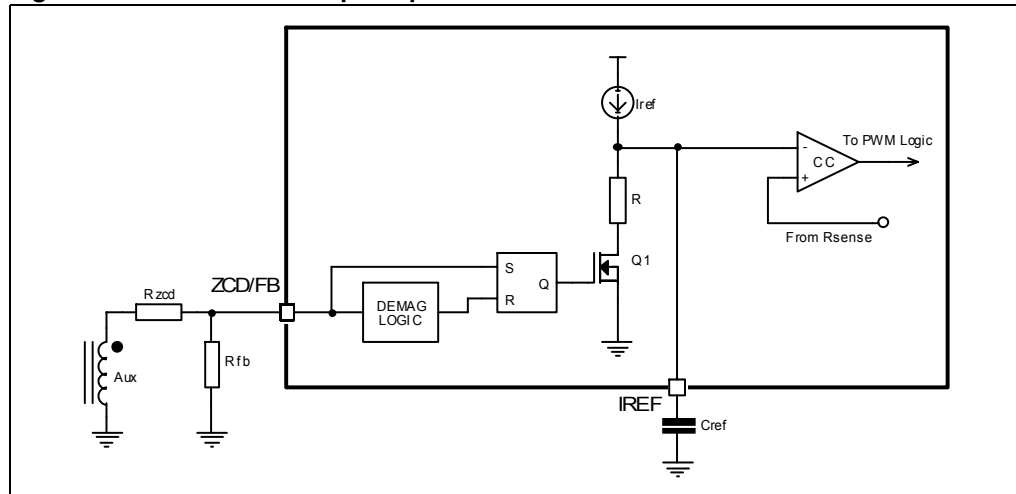 Iref
To PWM Logic
-
CC
+
R
From Rsense
Q1
S
Q
R
ZCD/FB
DEMAG
LOGIC
Rzcd
Rfb
Aux
IREF
Cref